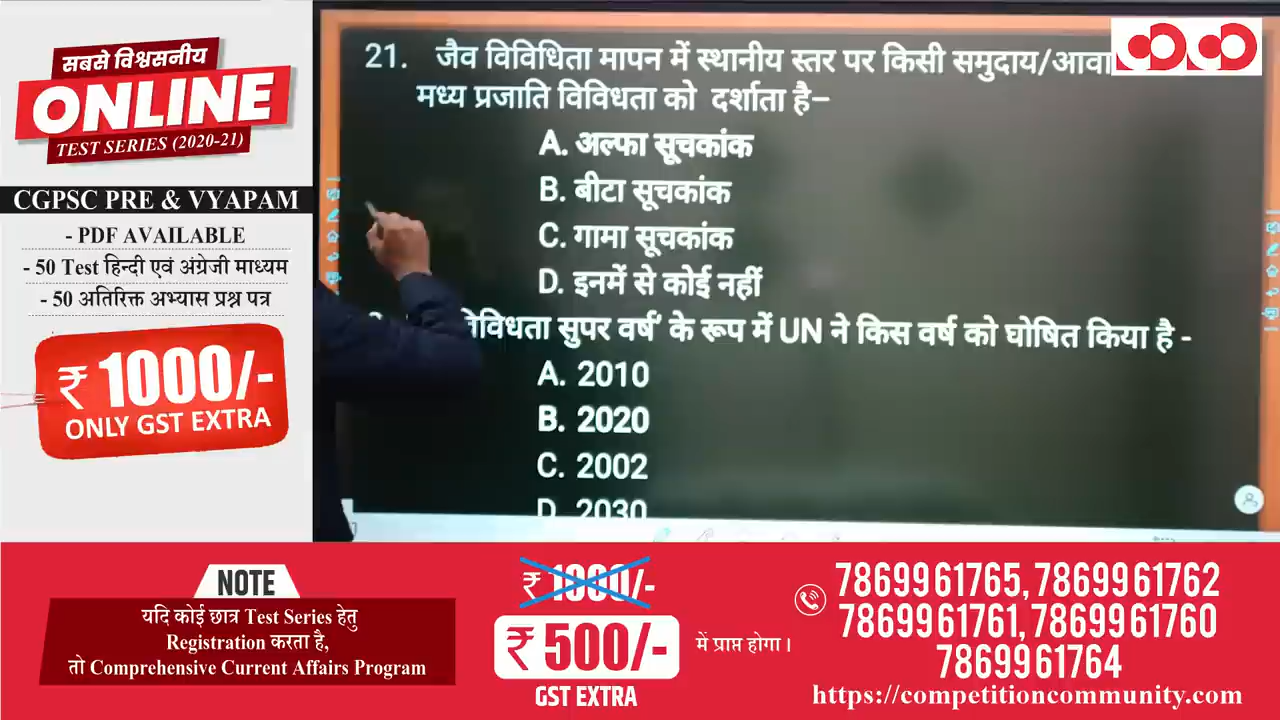 सबसे विश्वसनीय
ONLINE
TEST SERIES (2020-21)
CGPSC PRE & VYAPAM
- PDF AVAILABLE
- 50 Test हिन्दी एवं अंग्रेजी माध्यम
- 50 अतिरिक्त अभ्यास प्रश्न पत्र
₹ 1000/-
ONLY GST EXTRA
21. जैव विविधिता मापन में स्थानीय स्तर पर किसी समुदाय/
मध्य प्रजाति विविधता को दर्शाता है–
A. अल्फा सूचकांक
B. बीटा सूचकांक
C. गामा सूचकांक
D. इनमें से कोई नहीं
सुपर वर्ष’ के रूप में UN ने किस वर्ष को घोषित किया है -
A. 2010
B. 2020
C. 2002
D. 2030
NOTE
यदि कोई छात्र Test Series हेतु
Registration करता है,
तो Comprehensive Current Affairs Program
₹ 1000/-
₹ 500/- में प्राप्त होगा।
GST EXTRA
7869961765, 7869961762
7869961761, 7869961760
7869961764
https://competitioncommunity.com